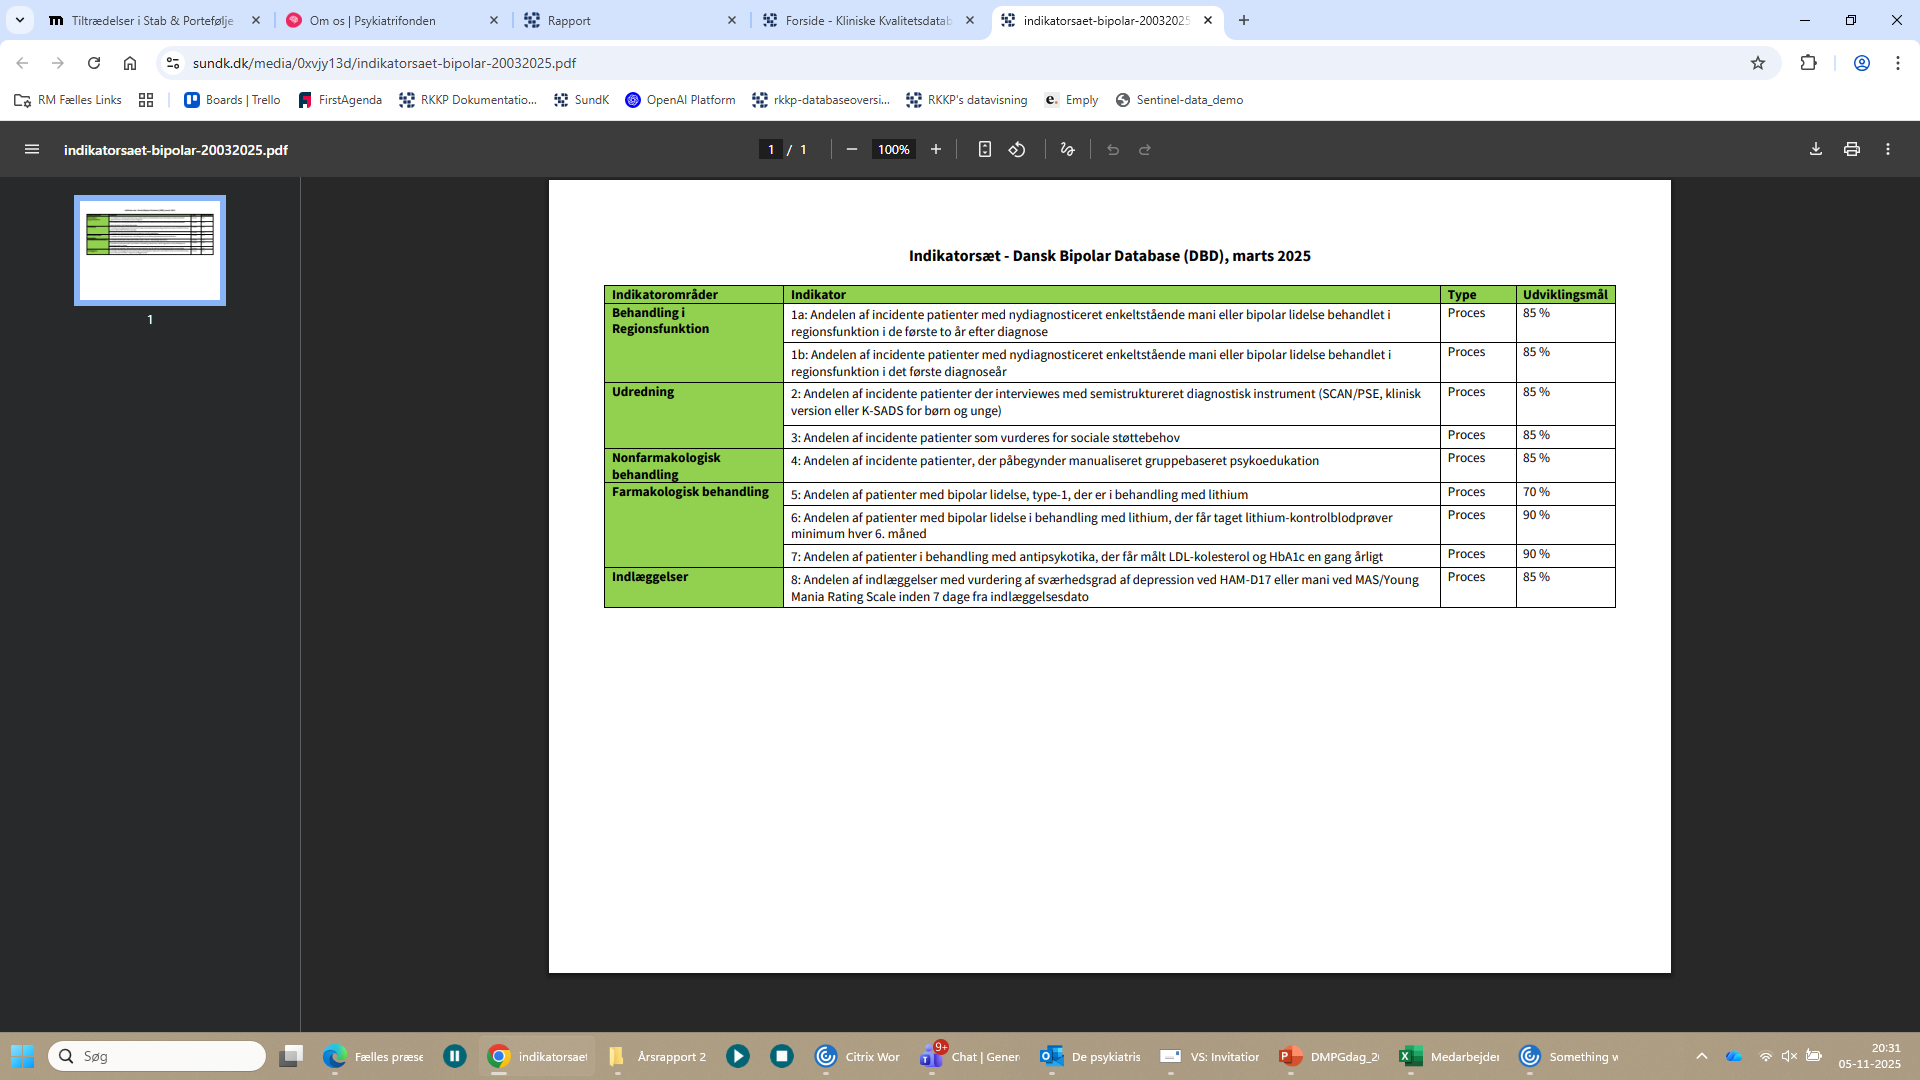 Tiltrædelser i Stab & Portefølje
Om os | Psykiatrifonden
Rapport
Forside - Kliniske Kvalitetsdatab
indikatorsaet-bipolar-20032025
sundk.dk/media/0xvjy13d/indikatorsaet-bipolar-20032025.pdf
RM Fælles Links
Boards | Trello
FirstAgenda
RKKP Dokumentatio...
SundK
OpenAI Platform
rkkp-databaseoversi...
RKKP's datavisning
e. Emply
Sentinel-data_demo
indikatorsaet-bipolar-20032025.pdf
1 / 1
100%
1
Indikatorsæt - Dansk Bipolar Database (DBD), marts 2025
Indikatorområder Indikator Type Udviklingsmål
Behandling i
Regionsfunktion
1a: Andelen af incidente patienter med nydiagnosticeret enkeltstående mani eller bipolar lidelse behandlet i
regionsfunktion i de første to år efter diagnose
Proces 85 %
1b: Andelen af incidente patienter med nydiagnosticeret enkeltstående mani eller bipolar lidelse behandlet i
regionsfunktion i det første diagnoseår
Proces 85 %
Udredning
2: Andelen af incidente patienter der interviewes med semistruktureret diagnostisk instrument (SCAN/PSE, klinisk
version eller K-SADS for børn og unge)
Proces 85 %
3: Andelen af incidente patienter som vurderes for sociale støttebehov Proces 85 %
Nonfarmakologisk
behandling
4: Andelen af incidente patienter, der påbegynder manualiseret gruppebaseret psykoedukation Proces 85 %
Farmakologisk behandling
5: Andelen af patienter med bipolar lidelse, type-1, der er i behandling med lithium Proces 70 %
6: Andelen af patienter med bipolar lidelse i behandling med lithium, der får taget lithium-kontrolblodprøver
minimum hver 6. måned
Proces 90 %
7: Andelen af patienter i behandling med antipsykotika, der får målt LDL-kolesterol og HbA1c en gang årligt Proces 90 %
Indlæggelser
8: Andelen af indlæggelser med vurdering af sværhedsgrad af depression ved HAM-D17 eller mani ved MAS/Young
Mania Rating Scale inden 7 dage fra indlæggelsesdato
Proces 85 %
Søg
Fælles præse
indikatorsaet
Årsrapport 2
Citrix Wor
9+
Chat | Gener
De psykiatris
VS: Invitation
DMPGdag_20
Medarbejder
Something w
20:31
05-11-2025